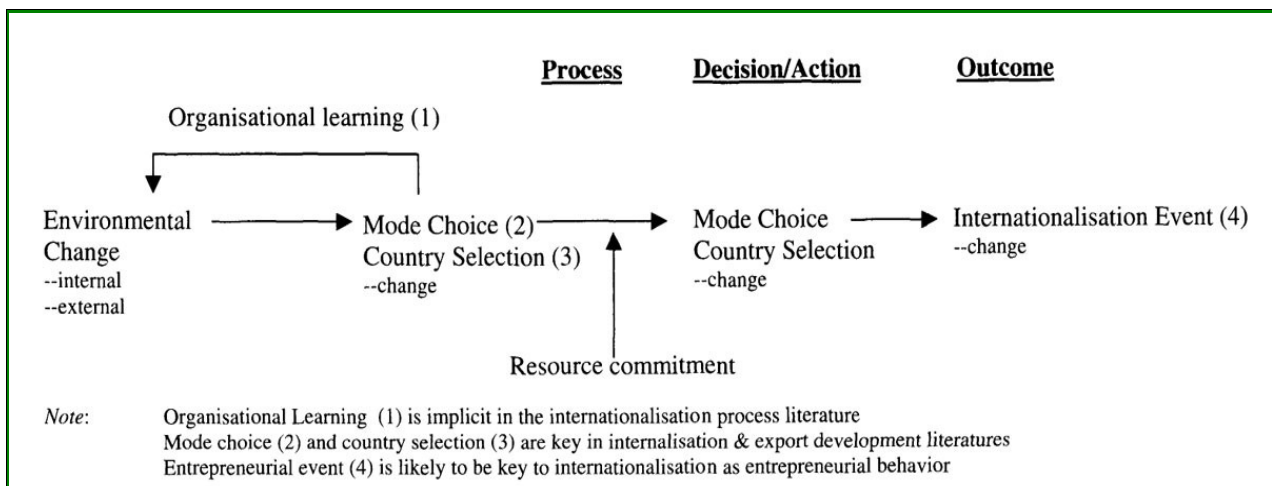 Process Decision/Action Outcome
Organisational learning (1)
Environmental
Change
--internal
--external
Mode Choice (2)
Country Selection (3)
--change
Mode Choice
Country Selection
--change
Internationalisation Event (4)
--change
Resource commitment
Note: Organisational Learning (1) is implicit in the internationalisation process literature
Mode choice (2) and country selection (3) are key in internalisation & export development literatures
Entrepreneurial event (4) is likely to be key to internationalisation as entrepreneurial behavior